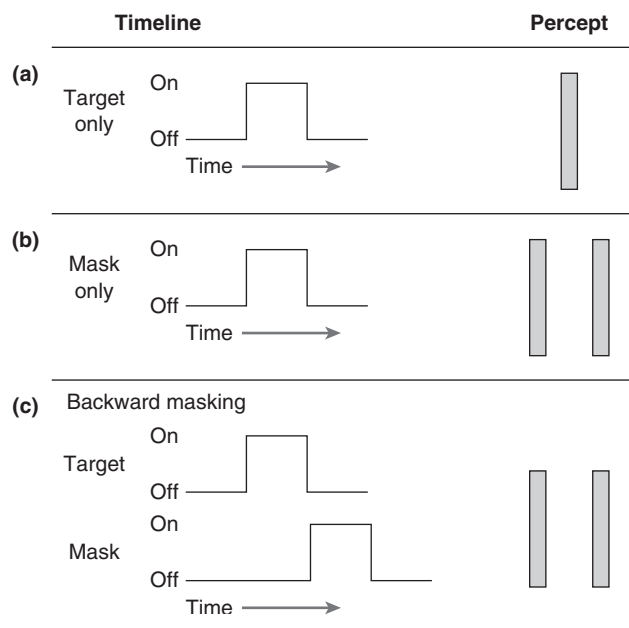 Timeline Percept
(a)
Target
only
On
Off
Time
(b)
Mask
only
On
Off
Time
(c) Backward masking
Target
On
Off
Mask
On
Off
Time